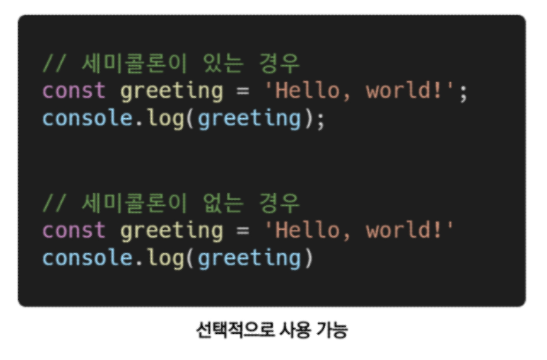 // 세미콜론이 있는 경우
const greeting = 'Hello, world!';
console.log(greeting);
// 세미콜론이 없는 경우
const greeting = 'Hello, world!'
console.log(greeting)
선택적으로 사용 가능